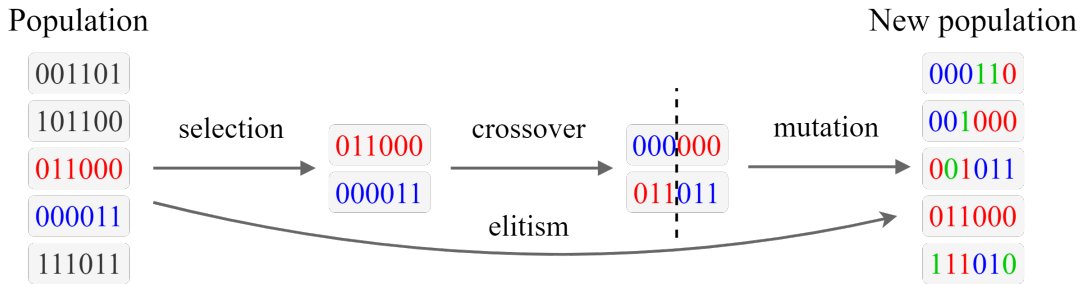 Population
001101
101100
011000
000011
111011
selection
011000
000011
crossover
000000
011011
mutation
elitism
New population
000110
001000
001011
011000
111010